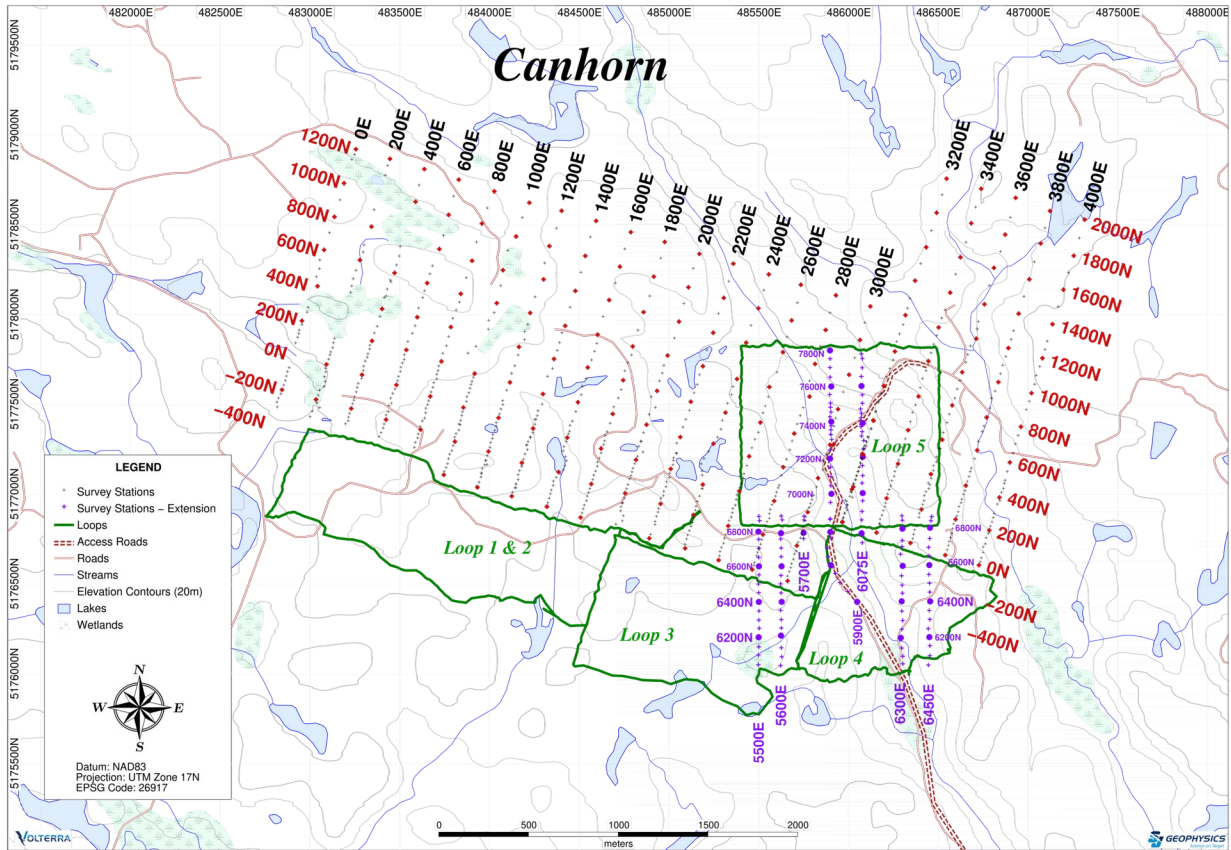 482000E 482500E 483000E 483500E 484000E 484500E 485000E 485500E 486000E 486500E 487000E 487500E 488000E
5179500N
5179000N
5178500N
5178000N
5177500N
5177000N
5176500N
5176000N
5175500N
Canhorn
0E
200E
400E
600E
800E
1000E
1200E
1400E
1600E
1800E
2000E
2200E
2400E
2600E
2800E
3000E
3200E
3400E
3600E
3800E
4000E
1200N
1000N
800N
600N
400N
200N
0N
−200N
−400N
2000N
1800N
1600N
1400N
1200N
1000N
800N
600N
400N
200N
0N
−200N
−400N
7800N
7600N
7400N
7200N
7000N
6800N
6600N
6400N
6200N
6800N
6600N
6400N
6200N
5500E
5600E
5700E
5900E
6075E
6300E
6450E
Loop 5
Loop 1 & 2
Loop 3
Loop 4
LEGEND
Survey Stations
Survey Stations − Extension
Loops
Access Roads
Roads
Streams
Elevation Contours (20m)
Lakes
Wetlands
N
W E
S
Datum: NAD83
Projection: UTM Zone 17N
EPSG Code: 26917
0 500 1000 1500 2000
meters
VOLTERRA
GEOPHYSICS
Science on Target